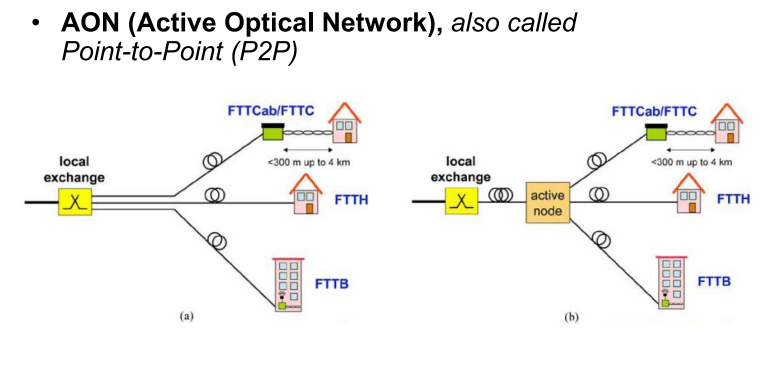 • AON (Active Optical Network), also called
Point-to-Point (P2P)
FTTCab/FTTC
<300 m up to 4 km
local
exchange
FTTH
FTTB
(a)
FTTCab/FTTC
<300 m up to 4 km
local
exchange
active
node
FTTH
FTTB
(b)